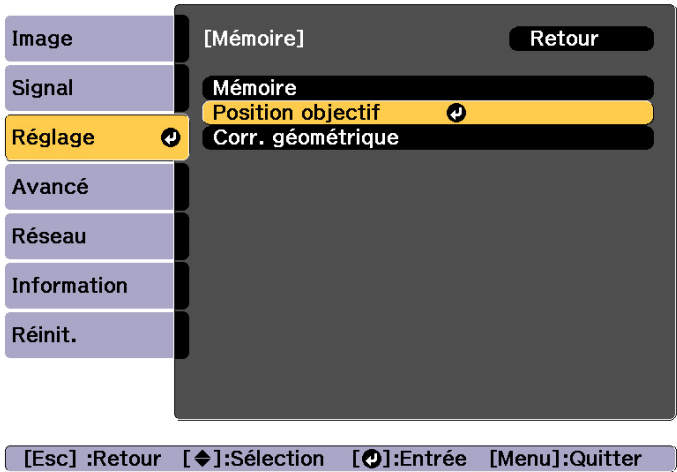 Image
Signal
Réglage
Avancé
Réseau
Information
Réinit.
[Mémoire]
Retour
Mémoire
Position objectif
Corr. géométrique
[Esc] :Retour [◆]:Sélection [↵]:Entrée [Menu]:Quitter